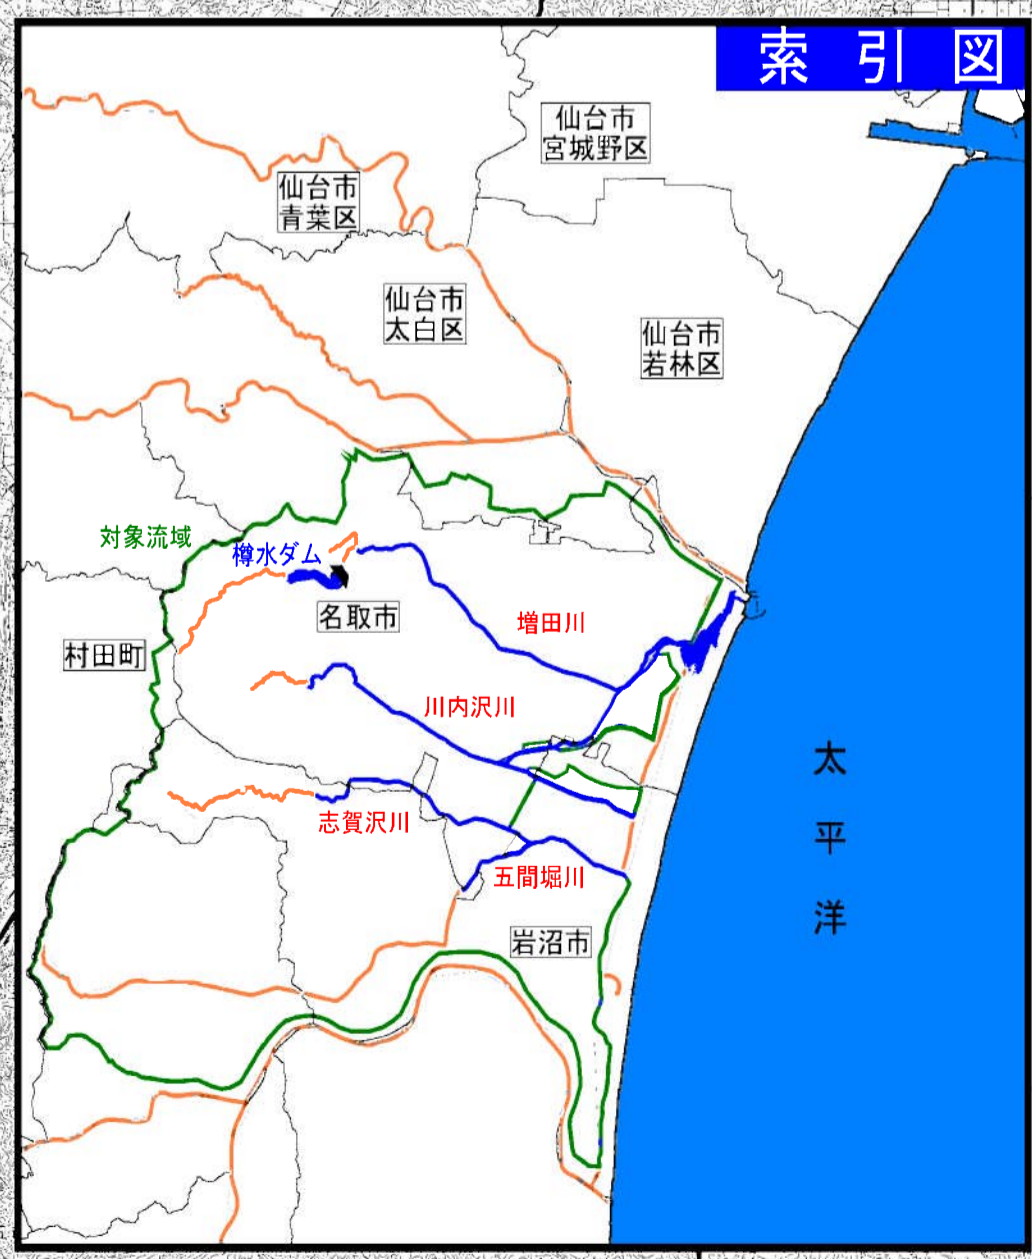 索引図
仙台市
宮城野区
仙台市
青葉区
仙台市
太白区
仙台市
若林区
対象流域
樽水ダム
名取市
増田川
村田町
川内沢川
太平洋
志賀沢川
五間堀川
岩沼市